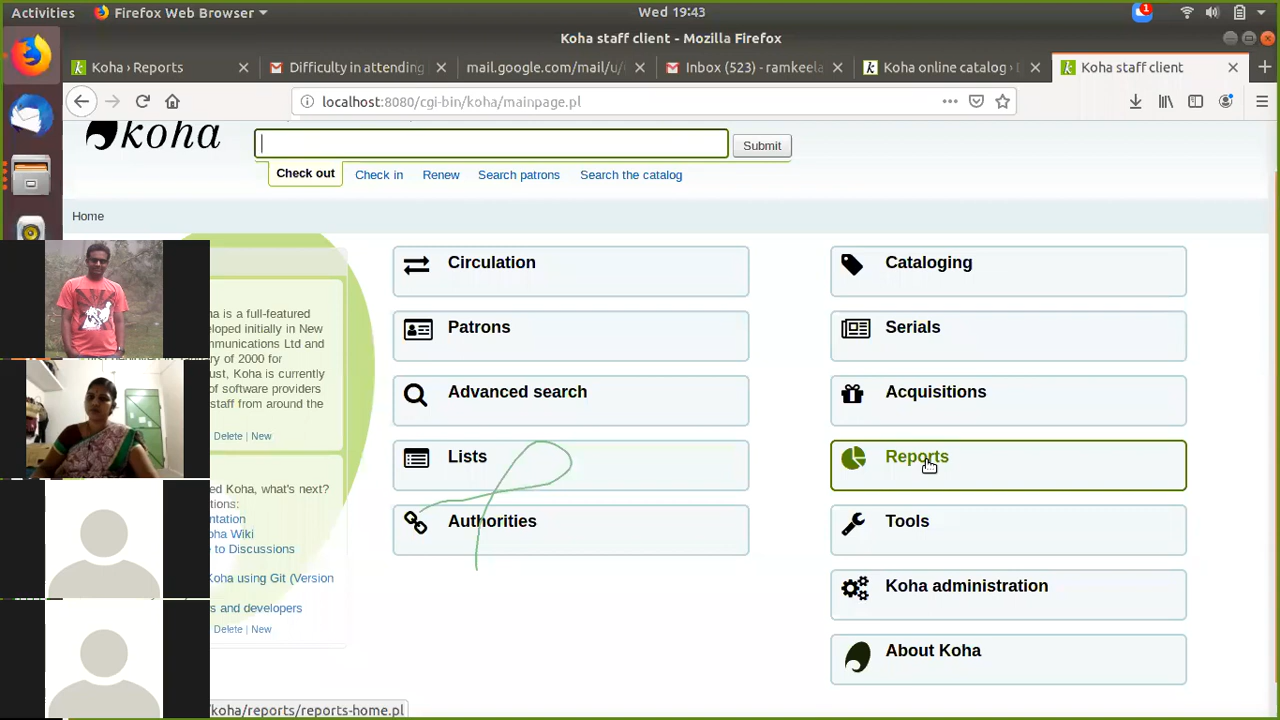 Activities Firefox Web Browser Wed 19:43 1
Koha staff client - Mozilla Firefox
Koha › Reports Difficulty in attending mail.google.com/mail/u/ Inbox (523) - ramkeela Koha online catalog › Koha staff client
localhost:8080/cgi-bin/koha/mainpage.pl
koha Submit
Check out Check in Renew Search patrons Search the catalog
Home
Circulation Cataloging
Patrons Serials
Advanced search Acquisitions
Lists Reports
Authorities Tools
Koha administration
About Koha
is a full-featured
eloped initially in New
mmunications Ltd and
of 2000 for
ust, Koha is currently
of software providers
staff from around the
Delete | New
ed Koha, what's next?
tions:
ntation
oha Wiki
to Discussions
Koha using Git (Version
s and developers
Delete | New
/koha/reports/reports-home.pl